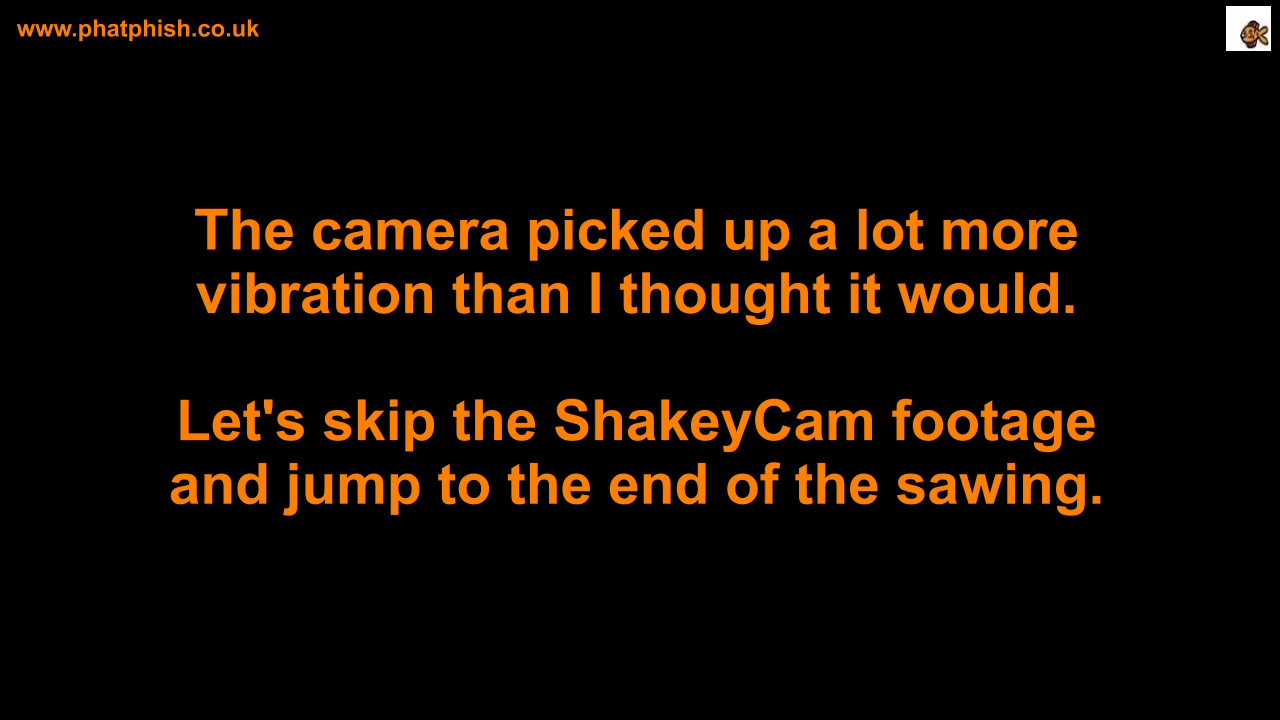 www.phatphish.co.uk
The camera picked up a lot more
vibration than I thought it would.
Let's skip the ShakeyCam footage
and jump to the end of the sawing.